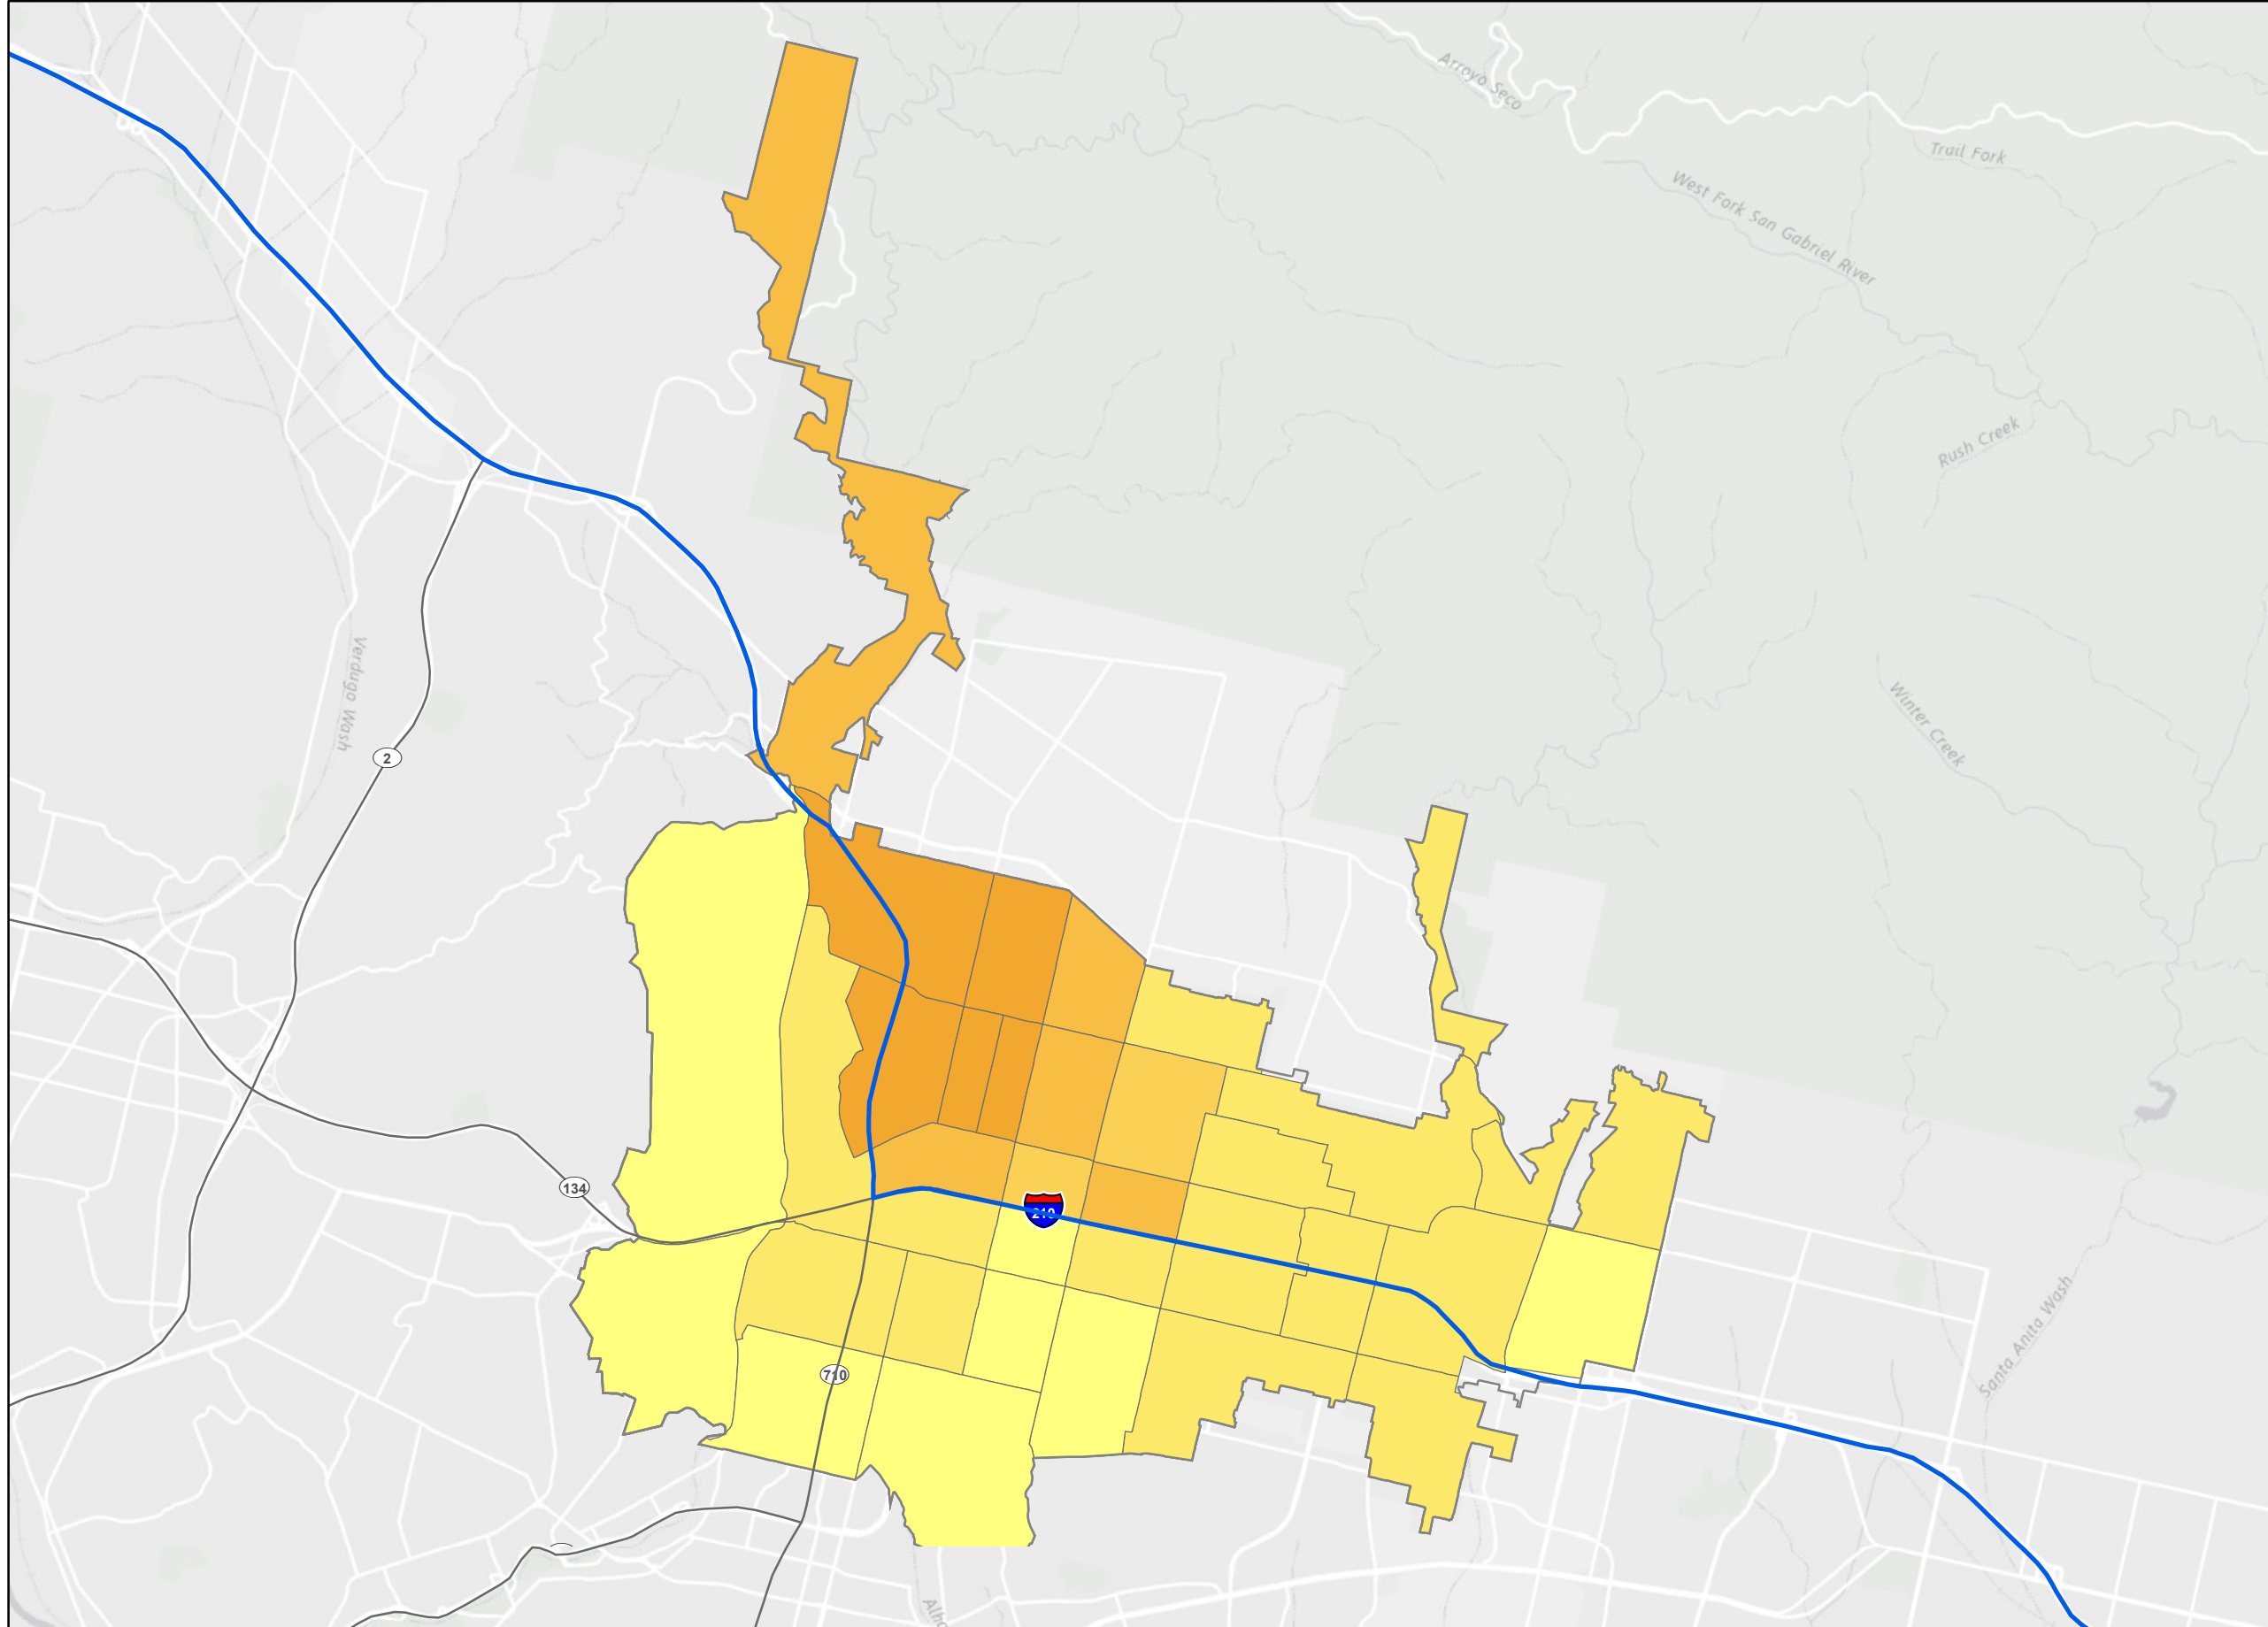 Arroyo Seco
Trail Fork
West Fork San Gabriel River
Rush Creek
Verdugo Wash
Winter Creek
2
134
210
Santa Anita Wash
710
Alh